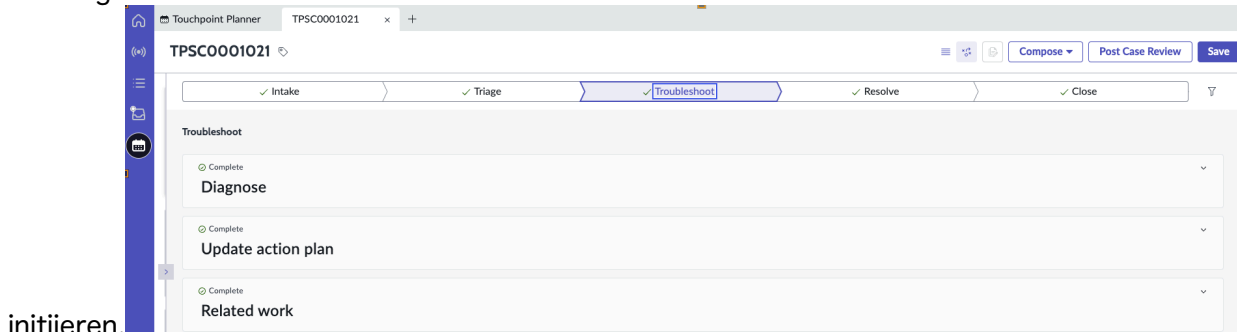 Touchpoint Planner TPSC0001021 × +
TPSC0001021 Compose Post Case Review Save
Intake Triage Troubleshoot Resolve Close
Troubleshoot
Complete
Diagnose
Complete
Update action plan
Complete
Related work
initiieren